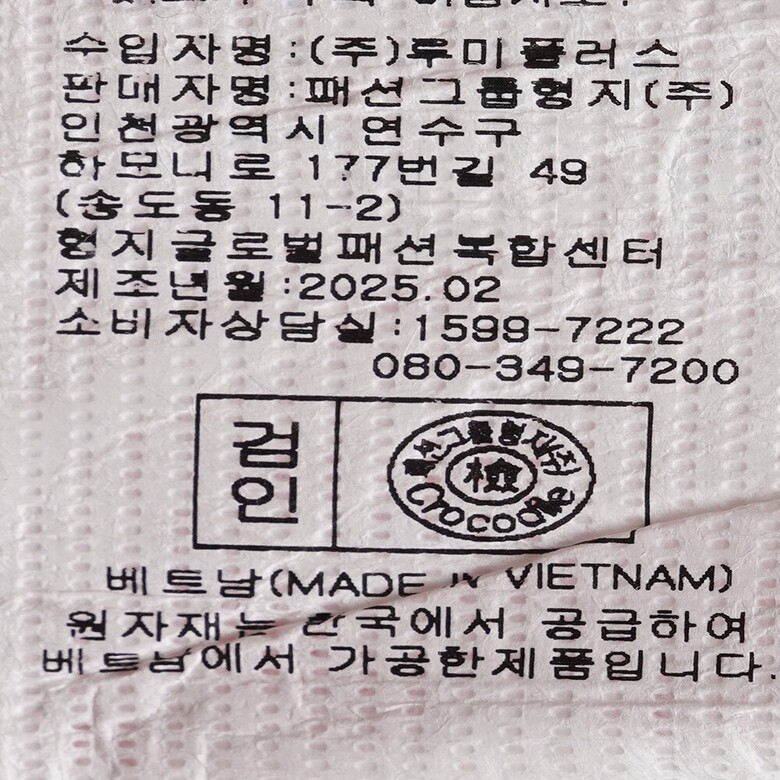 수입자명:(주)루미플러스
판매자명:패션그룹형지(주)
인천광역시 연수구
하모니로 177번길 49
(송도동 11-2)
형지글로벌패션복합센터
제조년월:2025.02
소비자상담실:1599-7222
080-349-7200
검인
패션그룹형지(주)
檢
Crocodile
베트남(MADE IN VIETNAM)
원자재는 한국에서 공급하여
베트남에서 가공한제품입니다.